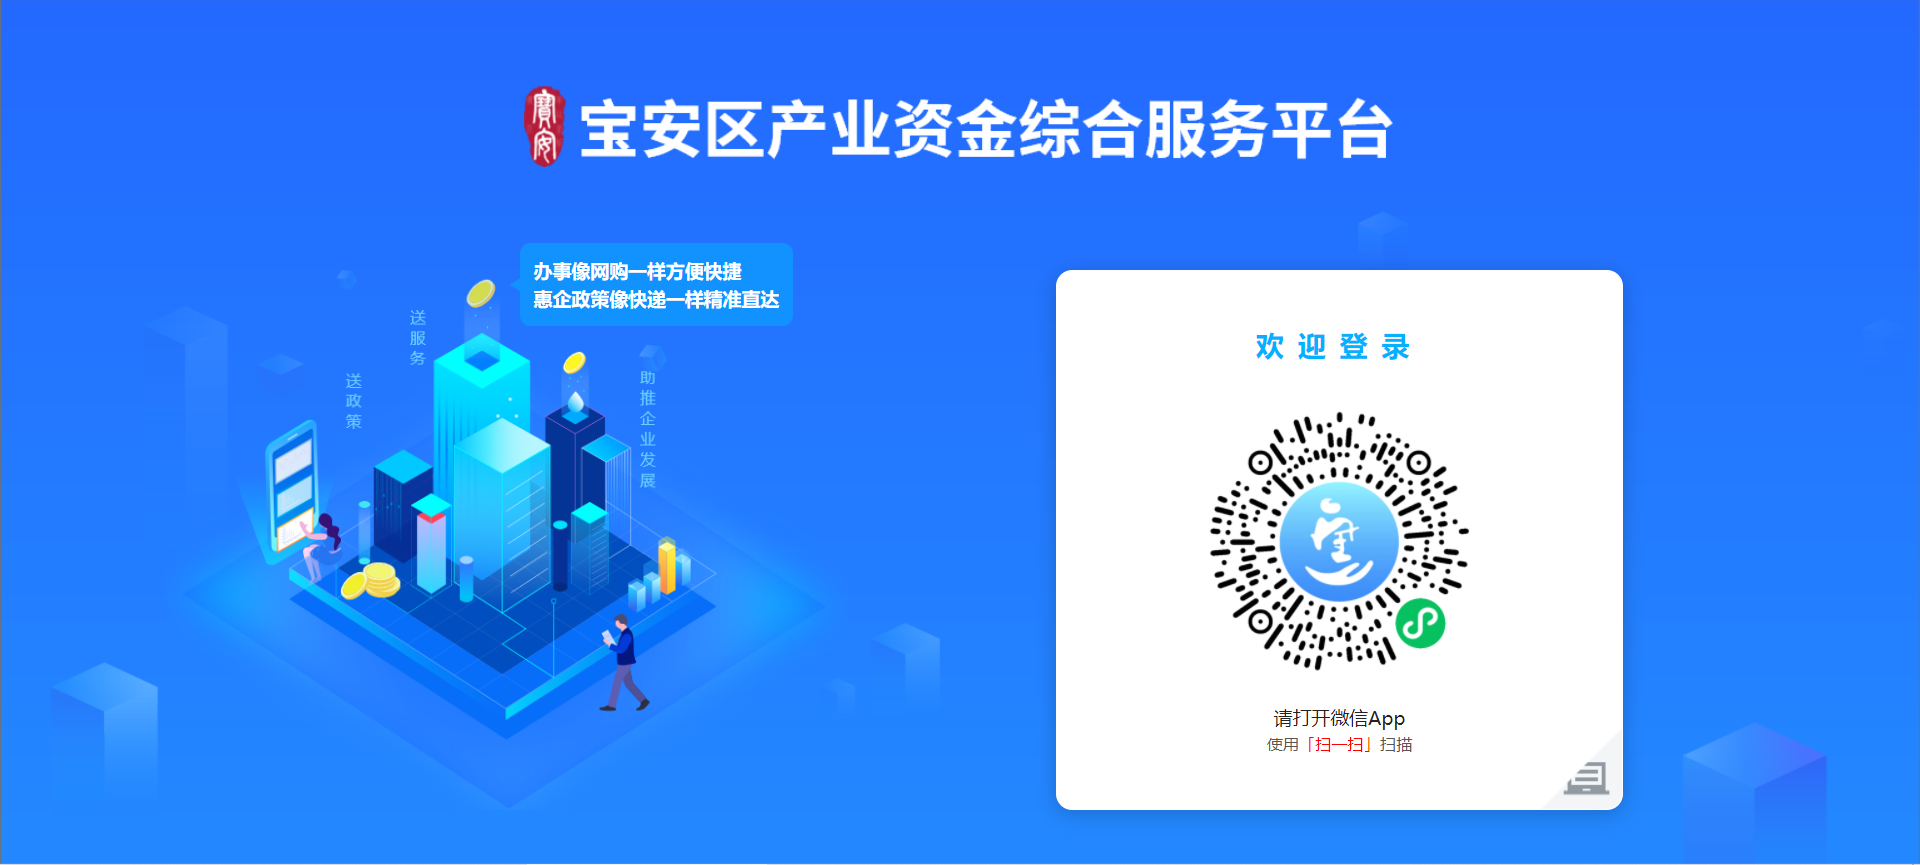 寶安
宝安区产业资金综合服务平台
办事像网购一样方便快捷
惠企政策像快递一样精准直达
送服务
送政策
助推企业发展
欢迎登录
请打开微信App
使用「扫一扫」扫描